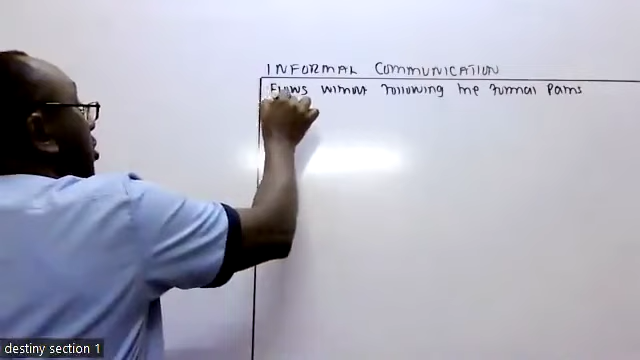 INFORMAL COMMUNICATION
Flows without following the formal paths
destiny section 1